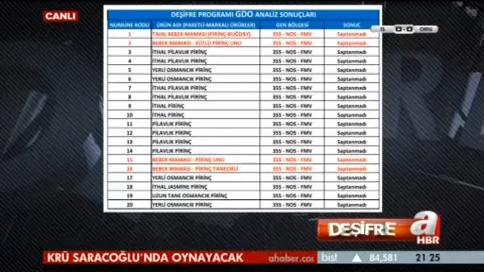 CANLI
DEŞİFRE PROGRAMI GDO ANALİZ SONUÇLARI
NUMUNE KODU ÜRÜN ADI (PAKETLİ-MARKALI ÜRÜNLER) GEN BÖLGESİ SONUÇ
1 TAHIL BEBEK MAMASI (PİRİNÇ-BUĞDAY) 35S - NOS - FMV Saptanmadı
2 BEBEK MAMASI - SÜTLÜ PİRİNÇ UNU 35S - NOS - FMV Saptanmadı
3 İTHAL PİLAVLIK PİRİNÇ 35S - NOS - FMV Saptanmadı
4 İTHAL PİLAVLIK PİRİNÇ 35S - NOS - FMV Saptanmadı
5 YERLİ OSMANCIK PİRİNÇ 35S - NOS - FMV Saptanmadı
6 PİLAVLIK PİRİNÇ 35S - NOS - FMV Saptanmadı
7 İTHAL PİLAVLIK PİRİNÇ 35S - NOS - FMV Saptanmadı
8 İTHAL PİLAVLIK PİRİNÇ 35S - NOS - FMV Saptanmadı
9 İTHAL PİRİNÇ 35S - NOS - FMV Saptanmadı
10 İTHAL PİRİNÇ 35S - NOS - FMV Saptanmadı
11 PİLAVLIK PİRİNÇ 35S - NOS - FMV Saptanmadı
12 PİLAVLIK PİRİNÇ 35S - NOS - FMV Saptanmadı
13 PİLAVLIK PİRİNÇ 35S - NOS - FMV Saptanmadı
14 PİLAVLIK PİRİNÇ 35S - NOS - FMV Saptanmadı
15 BEBEK MAMASI - PİRİNÇ UNU 35S - NOS - FMV Saptanmadı
16 BEBEK MAMASI - PİRİNÇ TANECİKLİ 35S - NOS - FMV Saptanmadı
17 YERLİ OSMANCIK PİRİNÇ 35S - NOS - FMV Saptanmadı
18 İTHAL JASMİNE PİRİNÇ 35S - NOS - FMV Saptanmadı
19 UZUN TANE OSMANCIK PİRİNÇ 35S - NOS - FMV Saptanmadı
20 YERLİ OSMANCIK PİRİNÇ 35S - NOS - FMV Saptanmadı
DEŞİFRE a
HBR
KRÜ SARACOĞLU'NDA OYNAYACAK ahaber.com bist 84,581 21:25